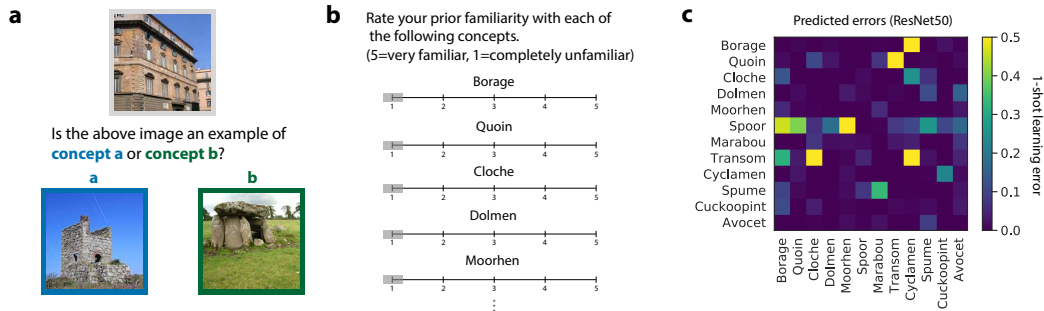 a
Is the above image an example of
concept a or concept b?
a
b
b
Rate your prior familiarity with each of
the following concepts.
(5=very familiar, 1=completely unfamiliar)
Borage
1 2 3 4 5
Quoin
1 2 3 4 5
Cloche
1 2 3 4 5
Dolmen
1 2 3 4 5
Moorhen
1 2 3 4 5
⋮
c
Predicted errors (ResNet50)
Borage
Quoin
Cloche
Dolmen
Moorhen
Spoor
Marabou
Transom
Cyclamen
Spume
Cuckoopint
Avocet
Borage
Quoin
Cloche
Dolmen
Moorhen
Spoor
Marabou
Transom
Cyclamen
Spume
Cuckoopint
Avocet
0.5
0.4
0.3
0.2
0.1
0.0
1-shot learning error